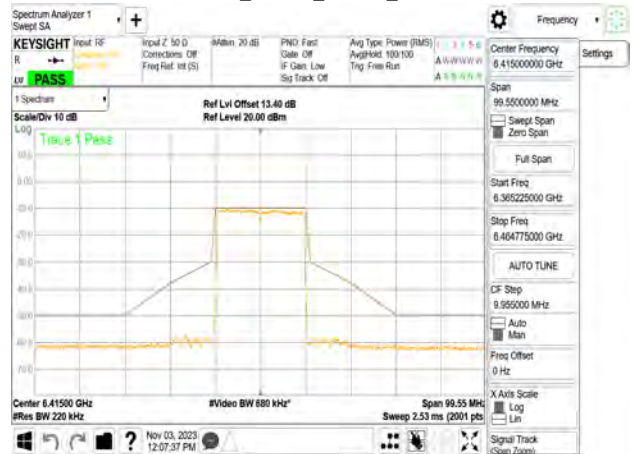 Spectrum Analyzer 1
Swept SA
Frequency
KEYSIGHT
Input: RF
R
LW PASS
Input Z: 50 Ω
Corrections: Off
Freq Ref: Int (S)
#Atten: 20 dB
PNO: Fast
Gate: Off
IF Gain: Low
Sig Track: Off
Avg Type: Power (RMS)
Avg|Hold: 100/100
Trig: Free Run
1 Spectrum
Scale/Div 10 dB
Ref Lvl Offset 13.40 dB
Ref Level 20.00 dBm
Log
Trace 1 Pass
10.0
0.00
Center 6.41500 GHz
#Res BW 220 kHz
#Video BW 680 kHz*
Span 99.55 MHz
Sweep 2.53 ms (2001 pts
Nov 03, 2023
12:07:37 PM
Center Frequency
6.415000000 GHz
Settings
Span
99.5500000 MHz
Swept Span
Zero Span
Full Span
Start Freq
6.365225000 GHz
Stop Freq
6.464775000 GHz
AUTO TUNE
CF Step
9.955000 MHz
Auto
Man
Freq Offset
0 Hz
X Axis Scale
Log
Lin
Signal Track
(Span Zoom)